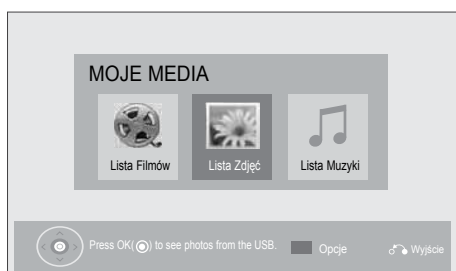 MOJE MEDIA
Lista Filmów
Lista Zdjęć
Lista Muzyki
Press OK(◉) to see photos from the USB.
Opcje
Wyjście